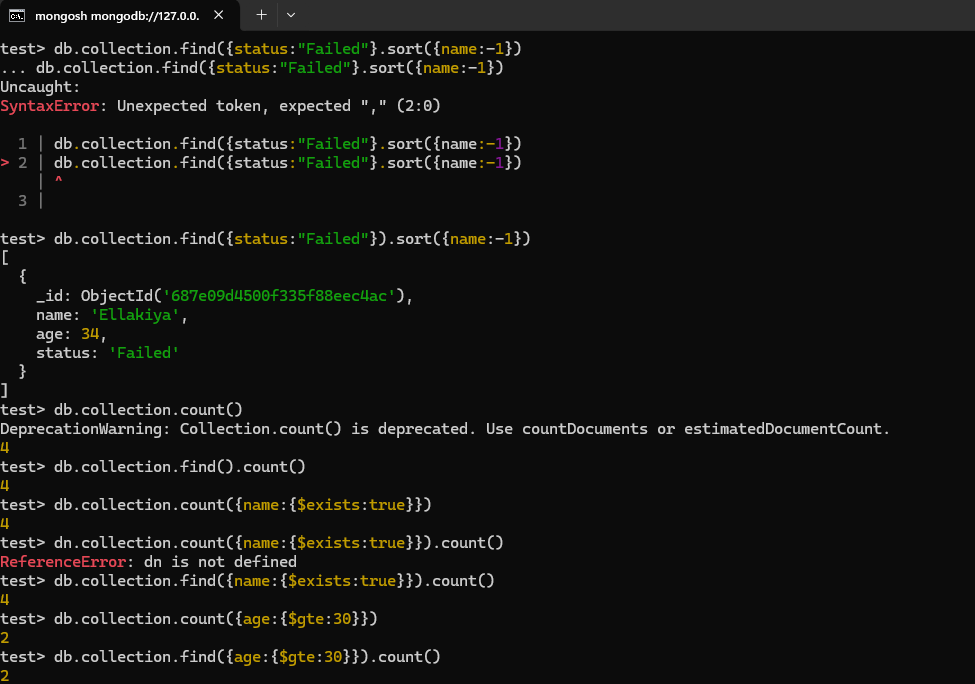 mongosh mongodb://127.0.0.
test> db.collection.find({status:"Failed"}.sort({name:-1})
... db.collection.find({status:"Failed"}.sort({name:-1})
Uncaught:
SyntaxError: Unexpected token, expected "," (2:0)
  1 | db.collection.find({status:"Failed"}.sort({name:-1})
> 2 | db.collection.find({status:"Failed"}.sort({name:-1})
    | ^
  3 |
test> db.collection.find({status:"Failed"}).sort({name:-1})
[
  {
    _id: ObjectId('687e09d4500f335f88eec4ac'),
    name: 'Ellakiya',
    age: 34,
    status: 'Failed'
  }
]
test> db.collection.count()
DeprecationWarning: Collection.count() is deprecated. Use countDocuments or estimatedDocumentCount.
4
test> db.collection.find().count()
4
test> db.collection.count({name:{$exists:true}})
4
test> dn.collection.count({name:{$exists:true}}).count()
ReferenceError: dn is not defined
test> db.collection.find({name:{$exists:true}}).count()
4
test> db.collection.count({age:{$gte:30}})
2
test> db.collection.find({age:{$gte:30}}).count()
2